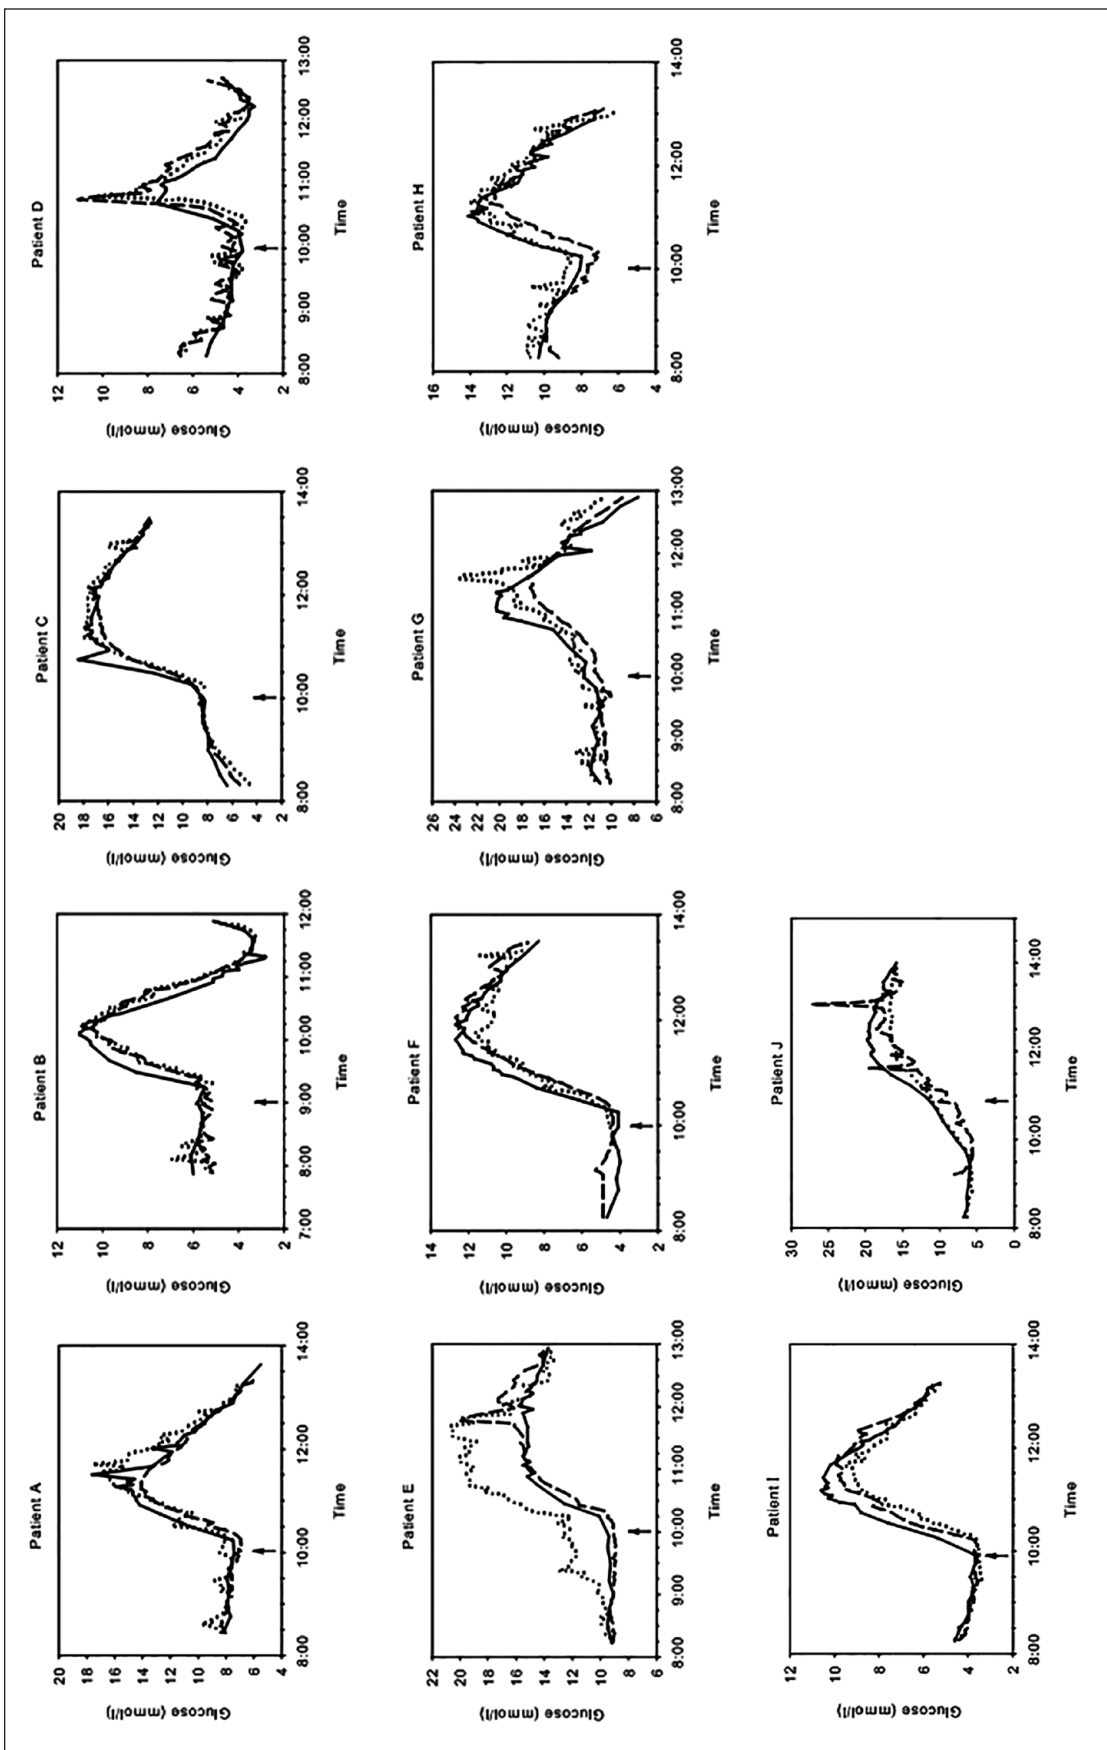 Patient A
Glucose (mmol/l)
20
18
16
14
12
10
8
6
4
8:00 10:00 12:00 14:00
Time
Patient B
Glucose (mmol/l)
12
10
8
6
4
2
7:00 8:00 9:00 10:00 11:00 12:00
Time
Patient C
Glucose (mmol/l)
20
18
16
14
12
10
8
6
4
2
8:00 10:00 12:00 14:00
Time
Patient D
Glucose (mmol/l)
12
10
8
6
4
2
8:00 9:00 10:00 11:00 12:00 13:00
Time
Patient E
Glucose (mmol/l)
22
20
18
16
14
12
10
8
6
8:00 9:00 10:00 11:00 12:00 13:00
Time
Patient F
Glucose (mmol/l)
14
12
10
8
6
4
2
8:00 10:00 12:00 14:00
Time
Patient G
Glucose (mmol/l)
26
24
22
20
18
16
14
12
10
8
6
8:00 9:00 10:00 11:00 12:00 13:00
Time
Patient H
Glucose (mmol/l)
16
14
12
10
8
6
4
8:00 10:00 12:00 14:00
Time
Patient I
Glucose (mmol/l)
12
10
8
6
4
2
8:00 10:00 12:00 14:00
Time
Patient J
Glucose (mmol/l)
30
25
20
15
10
5
0
8:00 10:00 12:00 14:00
Time